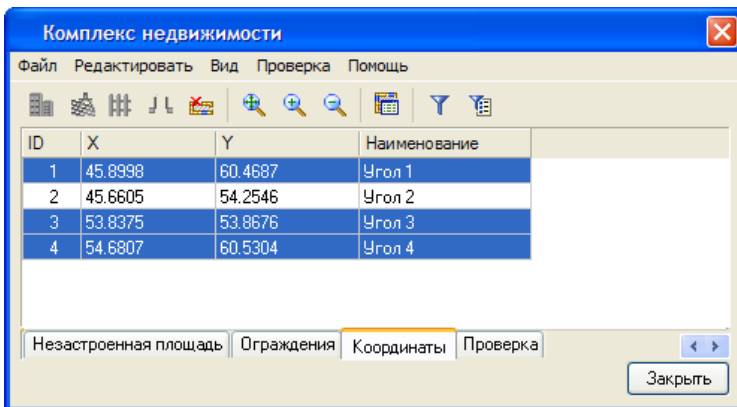 Комплекс недвижимости
Файл Редактировать Вид Проверка Помощь
ID X Y Наименование
1 45.8998 60.4687 Угол 1
2 45.6605 54.2546 Угол 2
3 53.8375 53.8676 Угол 3
4 54.6807 60.5304 Угол 4
Незастроенная площадь Ограждения Координаты Проверка
Закрыть